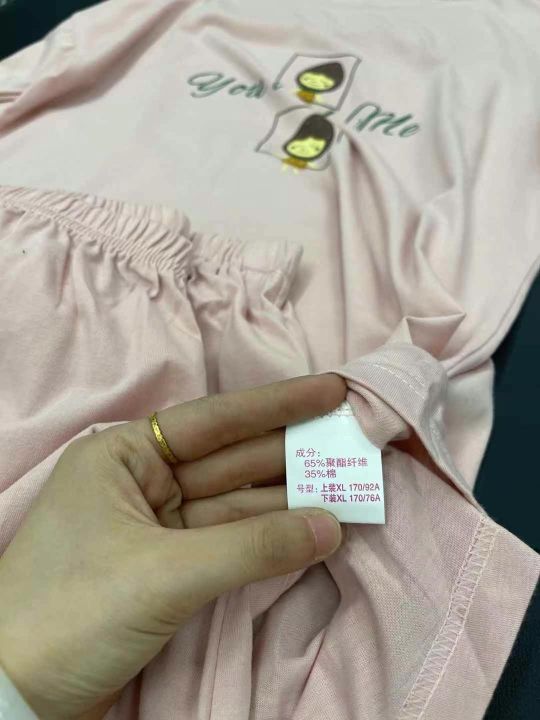 You
Me
成分:
65%聚酯纤维
35%棉
号型: 上装XL 170/92A
下装XL 170/76A